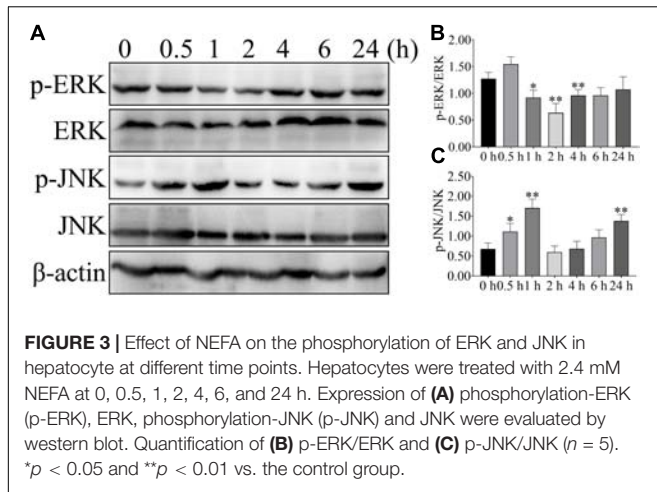 A
0 0.5 1 2 4 6 24 (h)
p-ERK
ERK
p-JNK
JNK
β-actin
B
p-ERK/ERK
2.00
1.50
1.00
0.50
0.00
* ** **
0 h 0.5 h 1 h 2 h 4 h 6 h 24 h
C
p-JNK/JNK
2.00
1.50
1.00
0.50
0.00
* ** **
0 h 0.5 h 1 h 2 h 4 h 6 h 24 h
FIGURE 3 | Effect of NEFA on the phosphorylation of ERK and JNK in
hepatocyte at different time points. Hepatocytes were treated with 2.4 mM
NEFA at 0, 0.5, 1, 2, 4, 6, and 24 h. Expression of (A) phosphorylation-ERK
(p-ERK), ERK, phosphorylation-JNK (p-JNK) and JNK were evaluated by
western blot. Quantification of (B) p-ERK/ERK and (C) p-JNK/JNK (n = 5).
*p < 0.05 and **p < 0.01 vs. the control group.